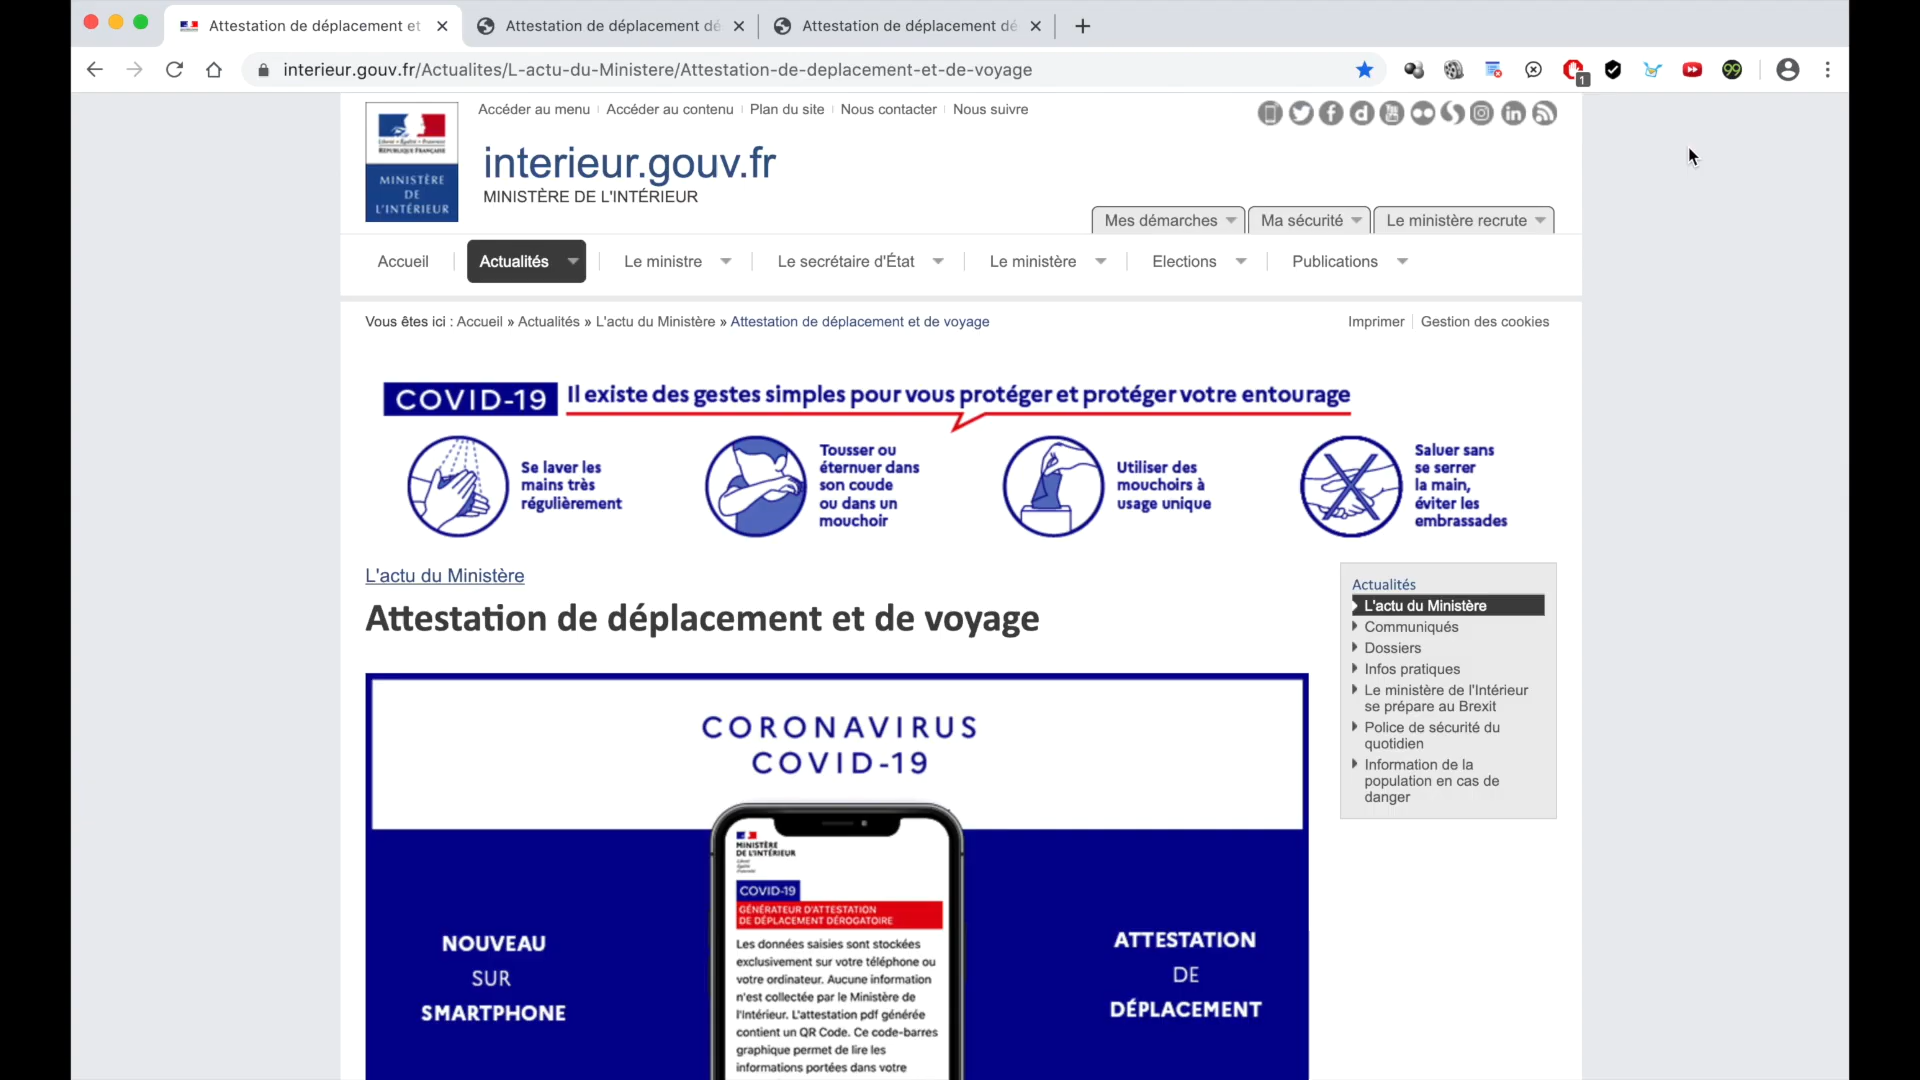 Attestation de déplacement et
Attestation de déplacement dé
Attestation de déplacement dé
interieur.gouv.fr/Actualites/L-actu-du-Ministere/Attestation-de-deplacement-et-de-voyage
1
99
Accéder au menu
Accéder au contenu
Plan du site
Nous contacter
Nous suivre
RÉPUBLIQUE FRANÇAISE
MINISTÈRE
DE
L'INTÉRIEUR
interieur.gouv.fr
MINISTÈRE DE L'INTÉRIEUR
Mes démarches
Ma sécurité
Le ministère recrute
Accueil
Actualités
Le ministre
Le secrétaire d'État
Le ministère
Elections
Publications
Vous êtes ici : Accueil » Actualités » L'actu du Ministère » Attestation de déplacement et de voyage
Imprimer
Gestion des cookies
COVID-19
Il existe des gestes simples pour vous protéger et protéger votre entourage
Se laver les
mains très
régulièrement
Tousser ou
éternuer dans
son coude
ou dans un
mouchoir
Utiliser des
mouchoirs à
usage unique
Saluer sans
se serrer
la main,
éviter les
embrassades
L'actu du Ministère
Attestation de déplacement et de voyage
CORONAVIRUS
COVID-19
NOUVEAU
SUR
SMARTPHONE
MINISTÈRE
DE L'INTÉRIEUR
COVID-19
GÉNÉRATEUR D'ATTESTATION
DE DÉPLACEMENT DÉROGATOIRE
Les données saisies sont stockées
exclusivement sur votre téléphone ou
votre ordinateur. Aucune information
n'est collectée par le Ministère de
l'Intérieur. L'attestation pdf générée
contient un QR Code. Ce code-barres
graphique permet de lire les
informations portées dans votre
ATTESTATION
DE
DÉPLACEMENT
Actualités
L'actu du Ministère
Communiqués
Dossiers
Infos pratiques
Le ministère de l'Intérieur
se prépare au Brexit
Police de sécurité du
quotidien
Information de la
population en cas de
danger